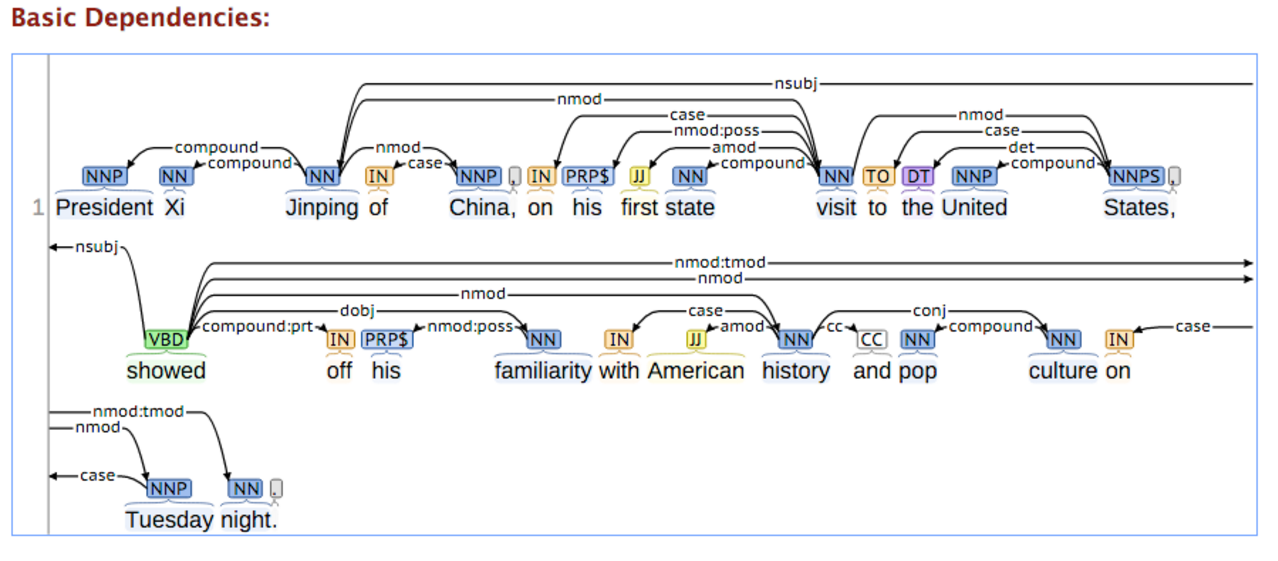 Basic Dependencies:
nsubj
nmod
case nmod
nmod:poss case
compound nmod amod det
compound case compound compound
NNP NN NN IN NNP , IN PRP$ JJ NN NN TO DT NNP NNPS ,
1 President Xi Jinping of China, on his first state visit to the United States,
nsubj
nmod:tmod
nmod
nmod
dobj case conj
compound:prt nmod:poss amod cc compound case
VBD IN PRP$ NN IN JJ NN CC NN NN IN
showed off his familiarity with American history and pop culture on
nmod:tmod
nmod
case
NNP NN .
Tuesday night.